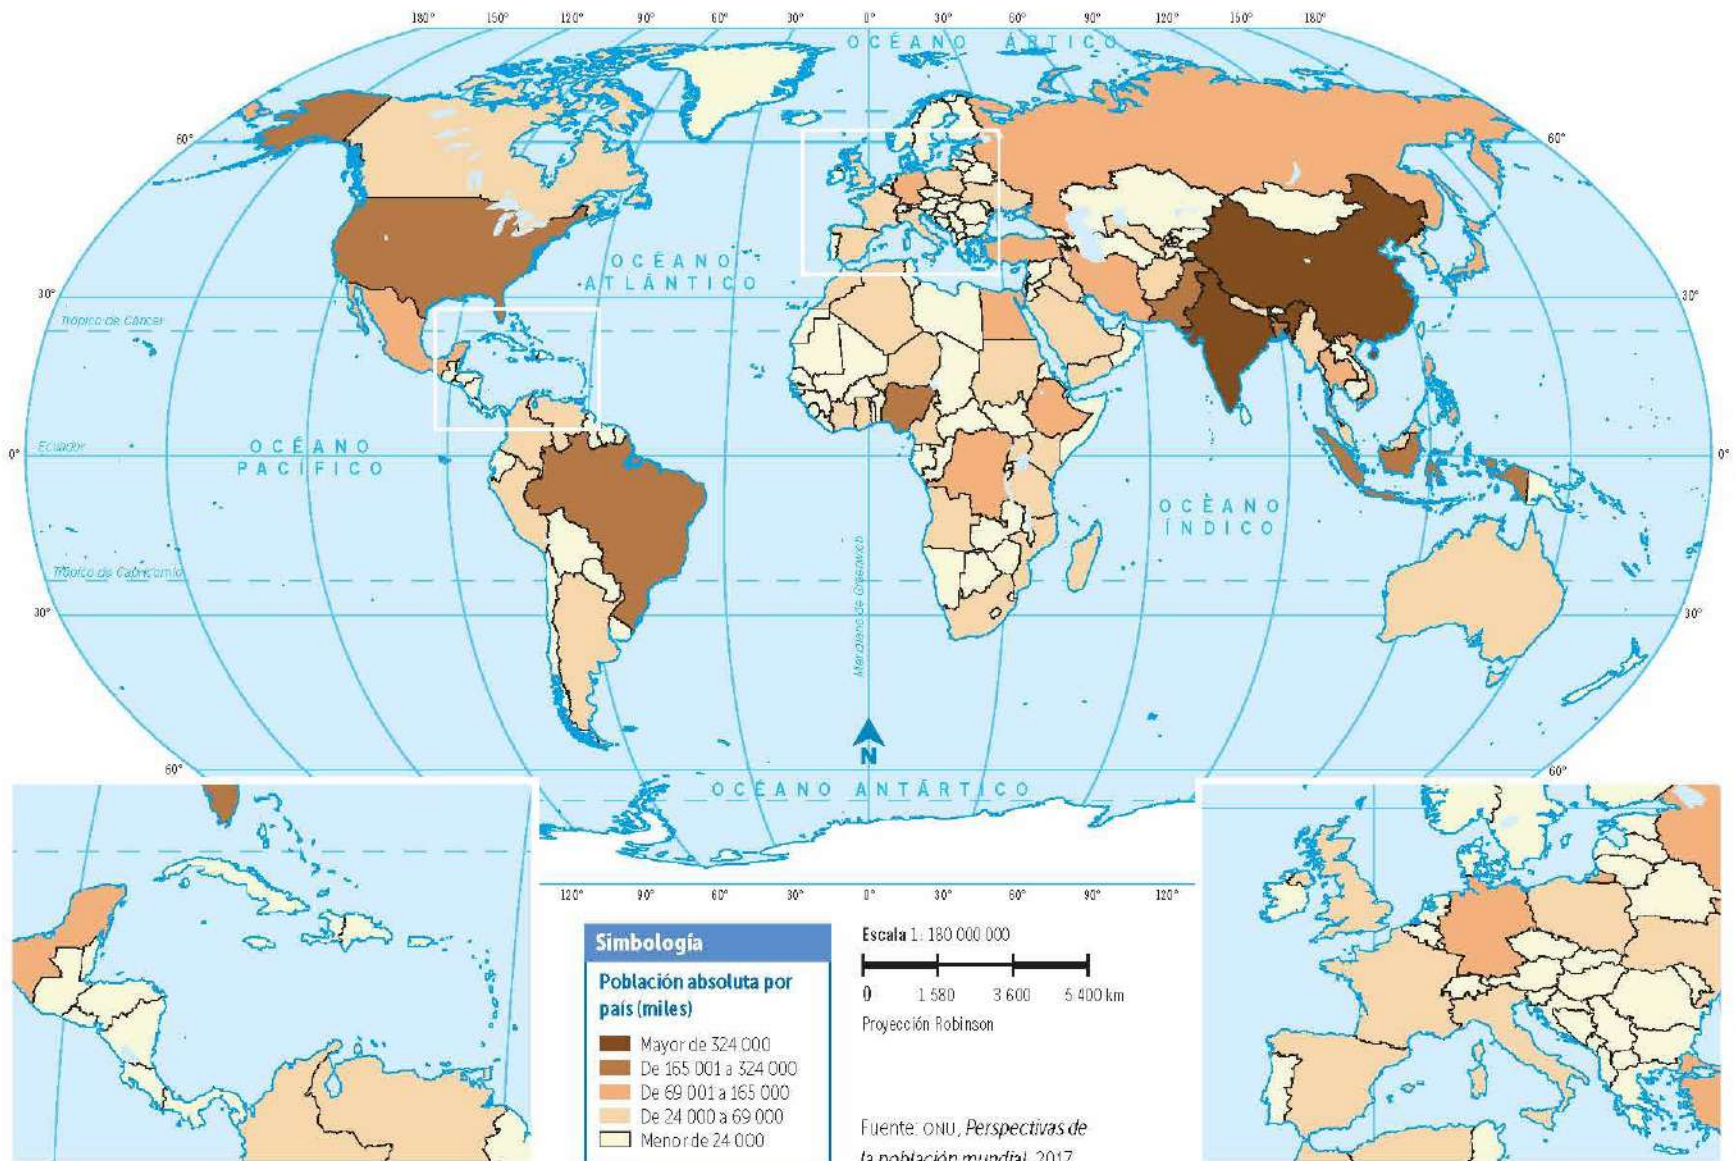 180° 150° 120° 90° 60° 30° 0° 30° 60° 90° 120° 150° 180°
OCÉANO ÁRTICO
60° 60°
OCÉANO
ATLÁNTICO
30° 30°
Trópico de Cáncer
Ecuador
0° 0°
OCÉANO
PACÍFICO
OCÈANO
ÍNDICO
Meridiano de Greenwich
Trópico de Capricornio
30° 30°
N
60° 60°
OCÉANO ANTÁRTICO
120° 90° 60° 30° 0° 30° 60° 90° 120°
Simbología
Población absoluta por
país (miles)
Mayor de 324 000
De 165 001 a 324 000
De 69 001 a 165 000
De 24 000 a 69 000
Menor de 24 000
Escala 1: 180 000 000
0 1 580 3 600 5 400 km
Proyección Robinson
Fuente: ONU, Perspectivas de
la población mundial, 2017